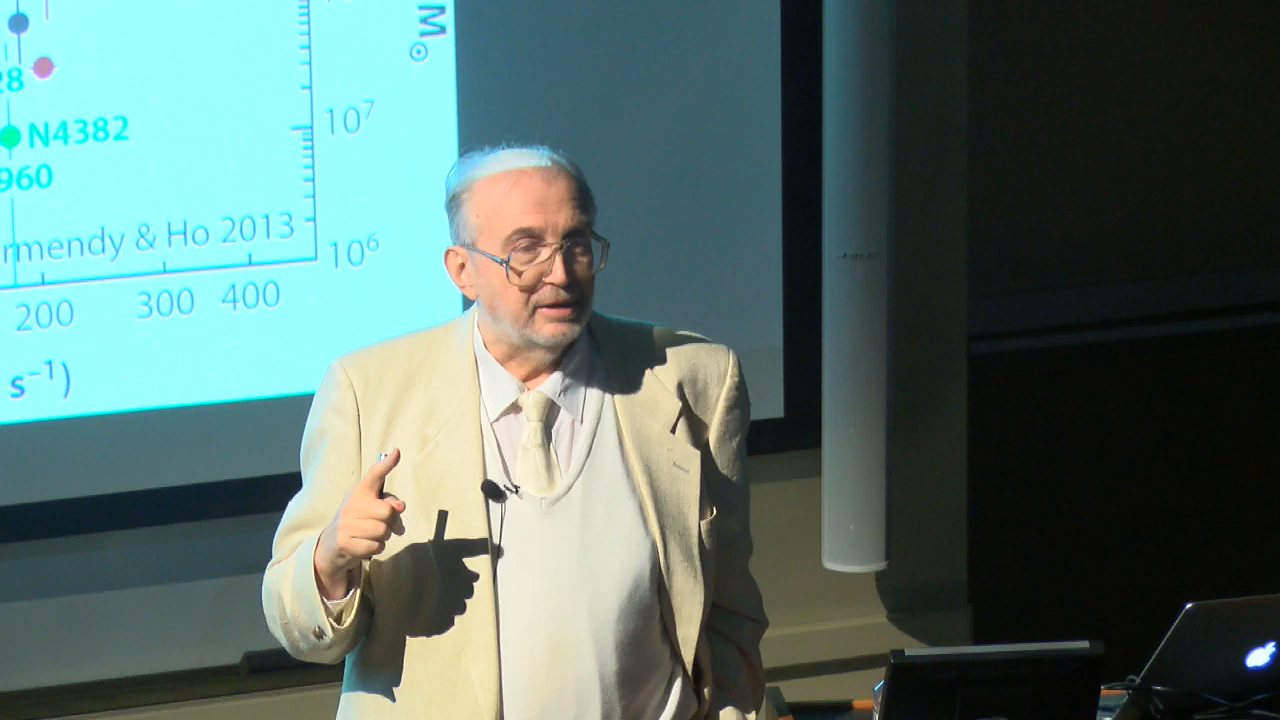 M⊙
28
10⁷
N4382
960
rmendy & Ho 2013
10⁶
200 300 400
s⁻¹)